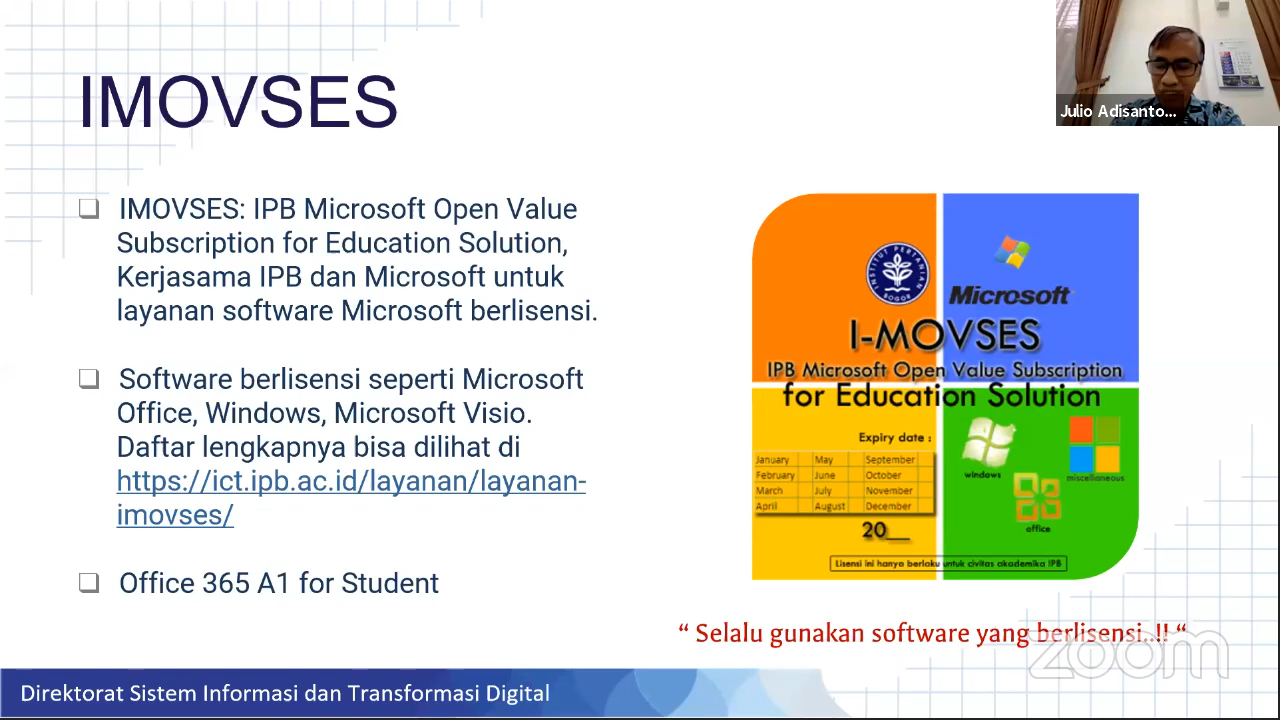 IMOVSES
Julio Adisanto...
IMOVSES: IPB Microsoft Open Value
Subscription for Education Solution,
Kerjasama IPB dan Microsoft untuk
layanan software Microsoft berlisensi.
Software berlisensi seperti Microsoft
Office, Windows, Microsoft Visio.
Daftar lengkapnya bisa dilihat di
https://ict.ipb.ac.id/layanan/layanan-
imovses/
Office 365 A1 for Student
INSTITUT PERTANIAN
BOGOR
Microsoft
I-MOVSES
IPB Microsoft Open Value Subscription
for Education Solution
Expiry date :
January May September
February June October
March July November
April August December
20__
windows
miscellaneous
office
Lisensi ini hanya berlaku untuk civitas akademika IPB
“ Selalu gunakan software yang berlisensi..!! “
zoom
Direktorat Sistem Informasi dan Transformasi Digital